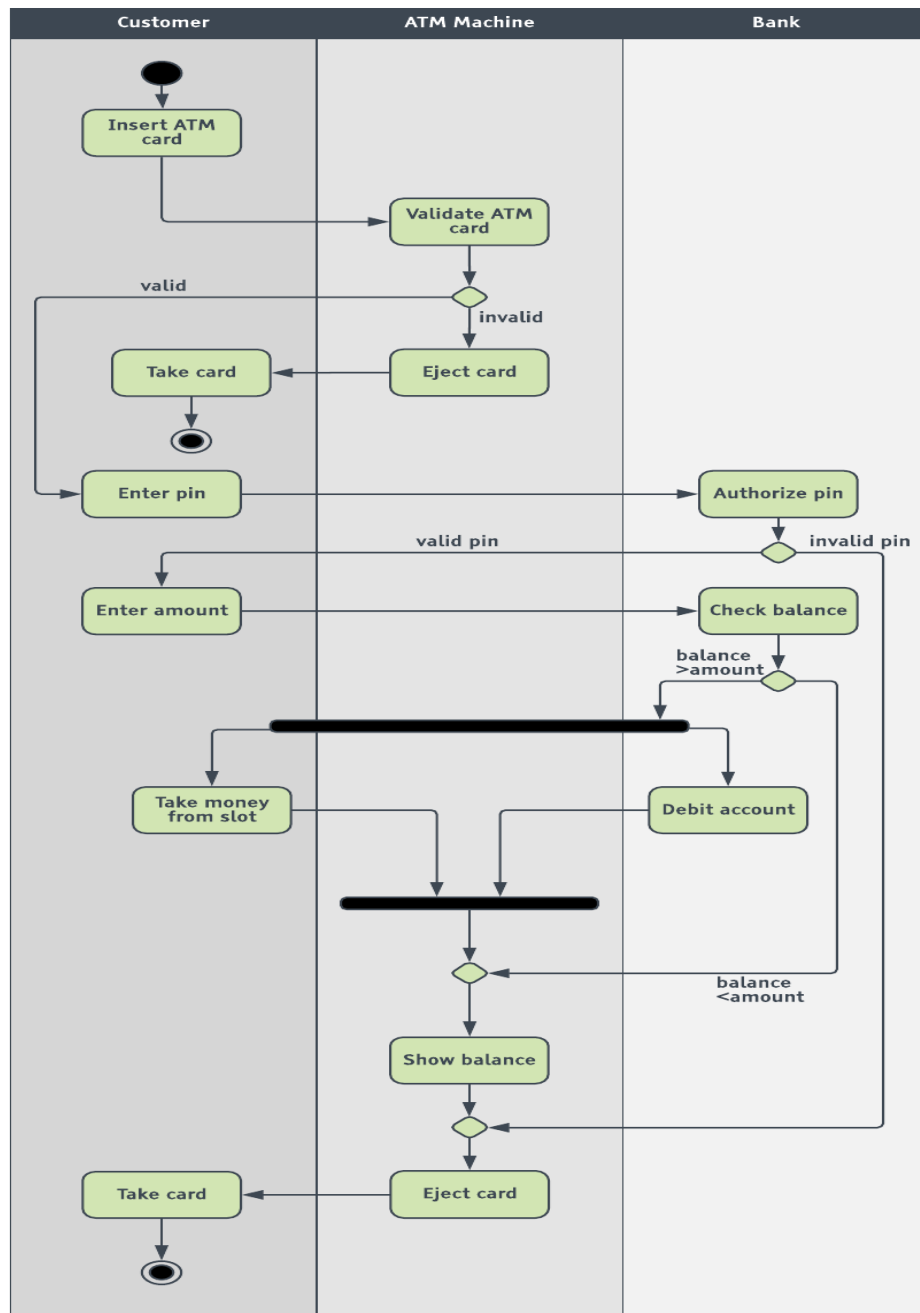 Customer
ATM Machine
Bank
Insert ATM
card
Validate ATM
card
valid
invalid
Take card
Eject card
Enter pin
Authorize pin
valid pin
invalid pin
Enter amount
Check balance
balance
>amount
Take money
from slot
Debit account
balance
<amount
Show balance
Take card
Eject card